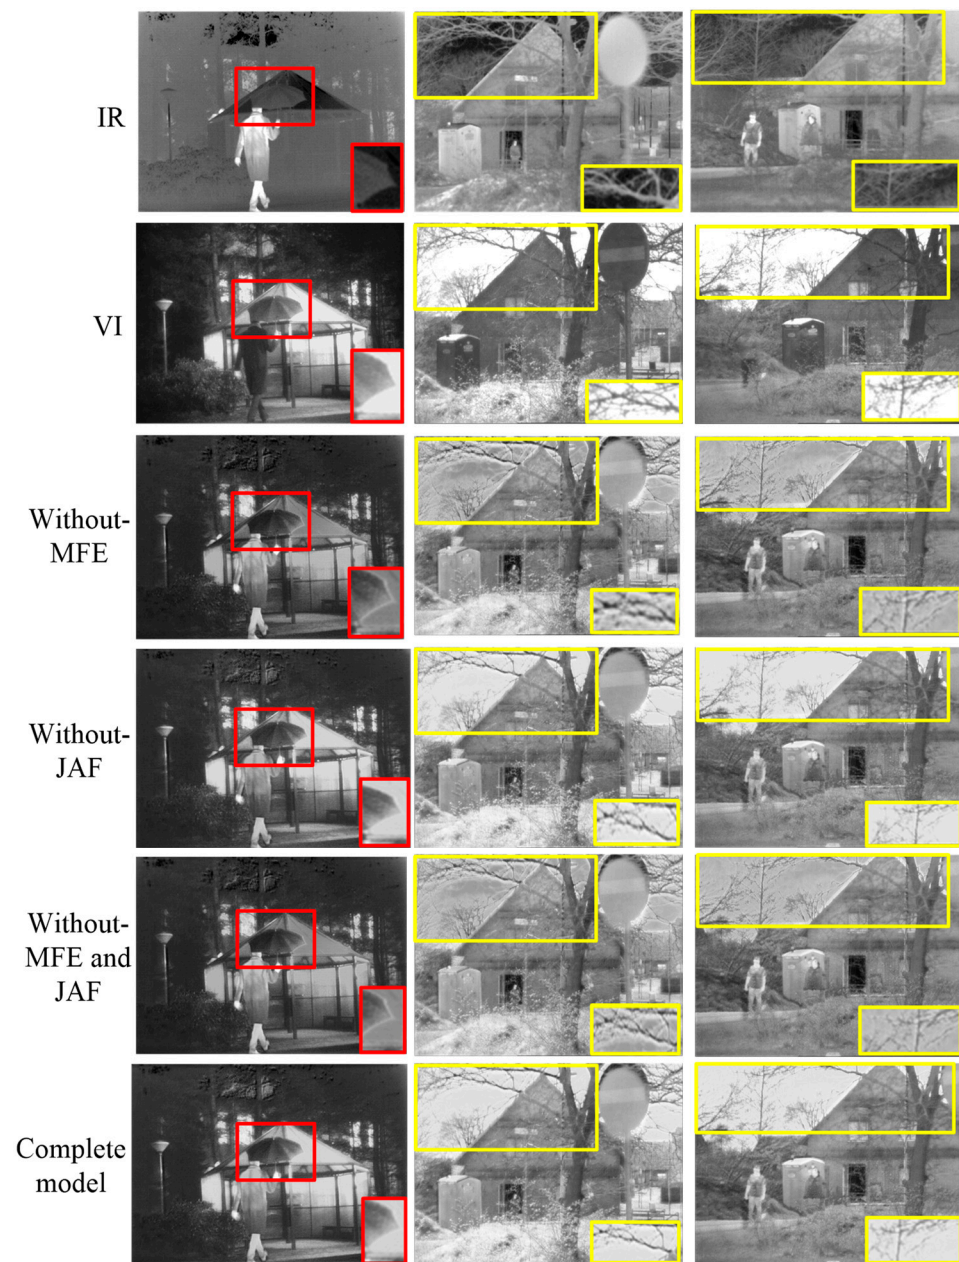 IR
VI
Without-
MFE
Without-
JAF
Without-
MFE and
JAF
Complete
model